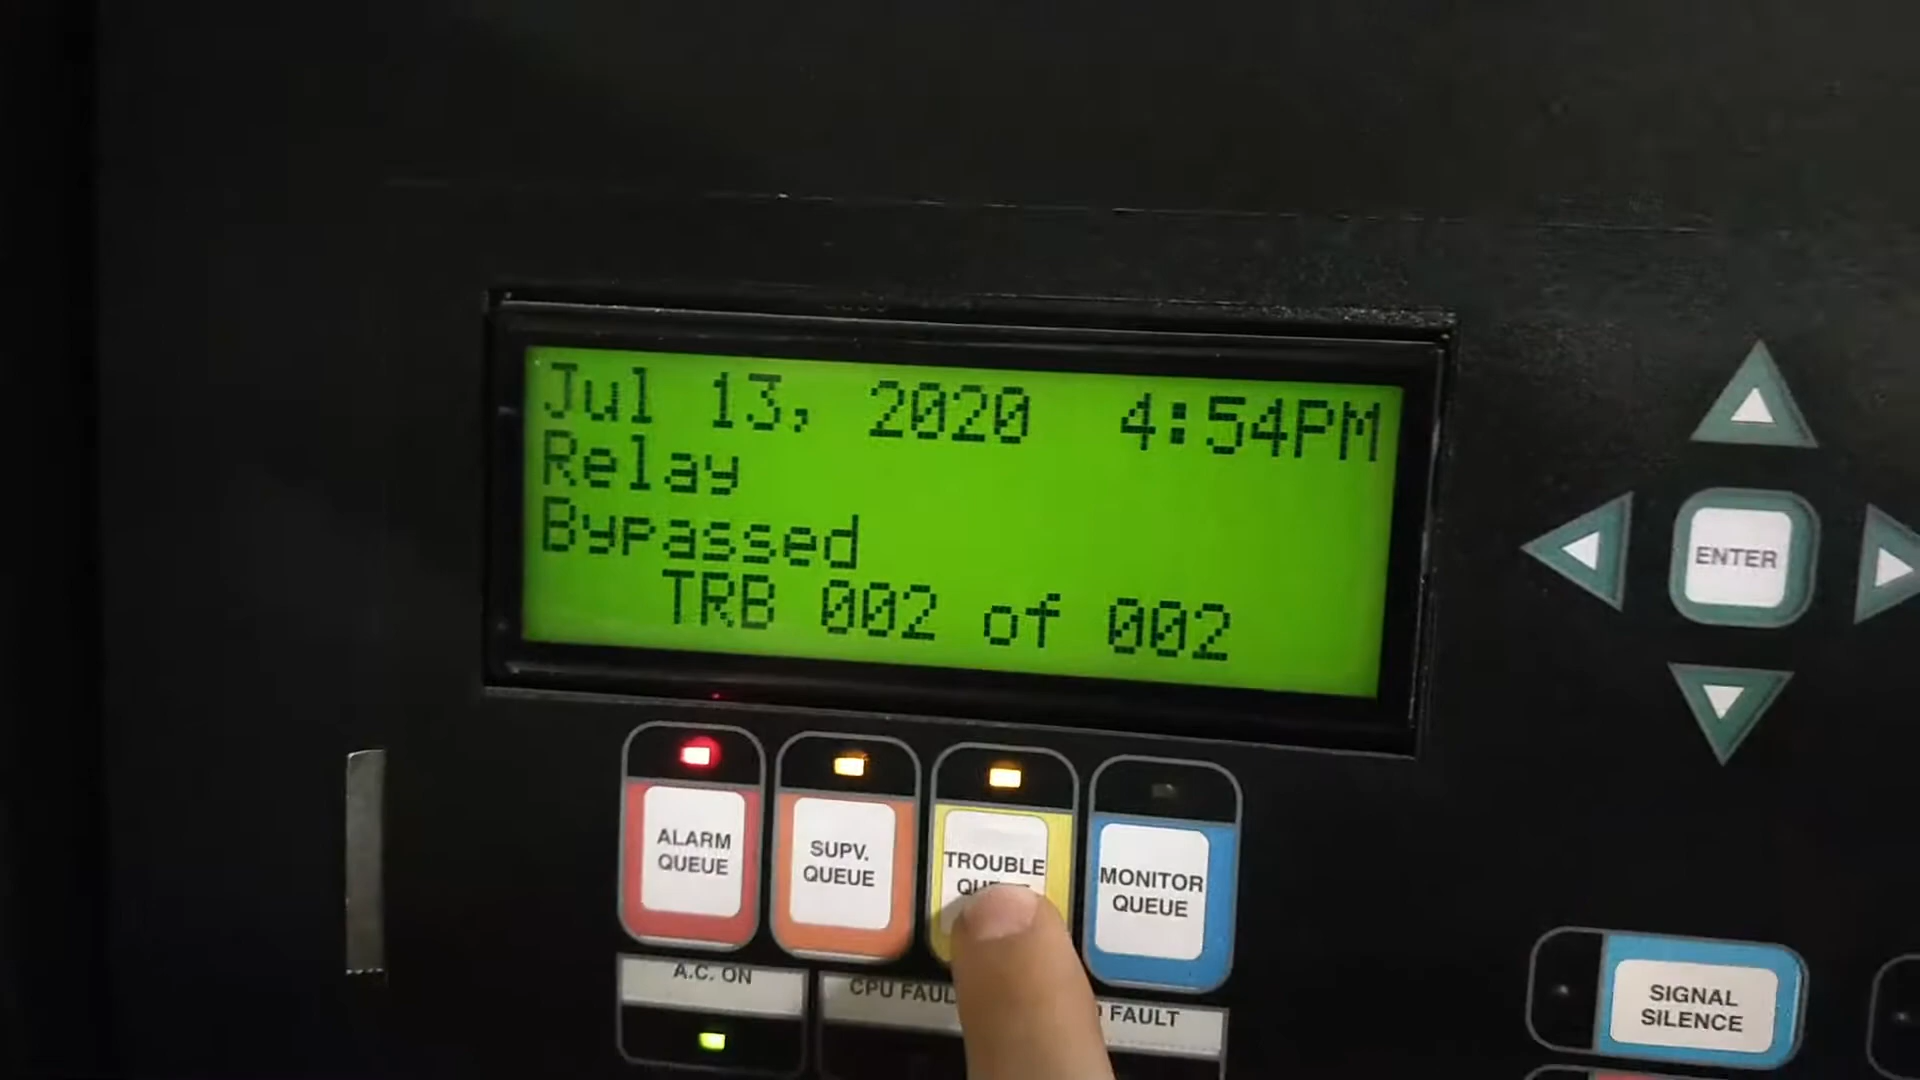 Jul 13, 2020 4:54PM
Relay
Bypassed
TRB 002 of 002
ENTER
ALARM
QUEUE
SUPV.
QUEUE
TROUBLE
MONITOR
QUEUE
A.C. ON
CPU
FAULT
SIGNAL
SILENCE